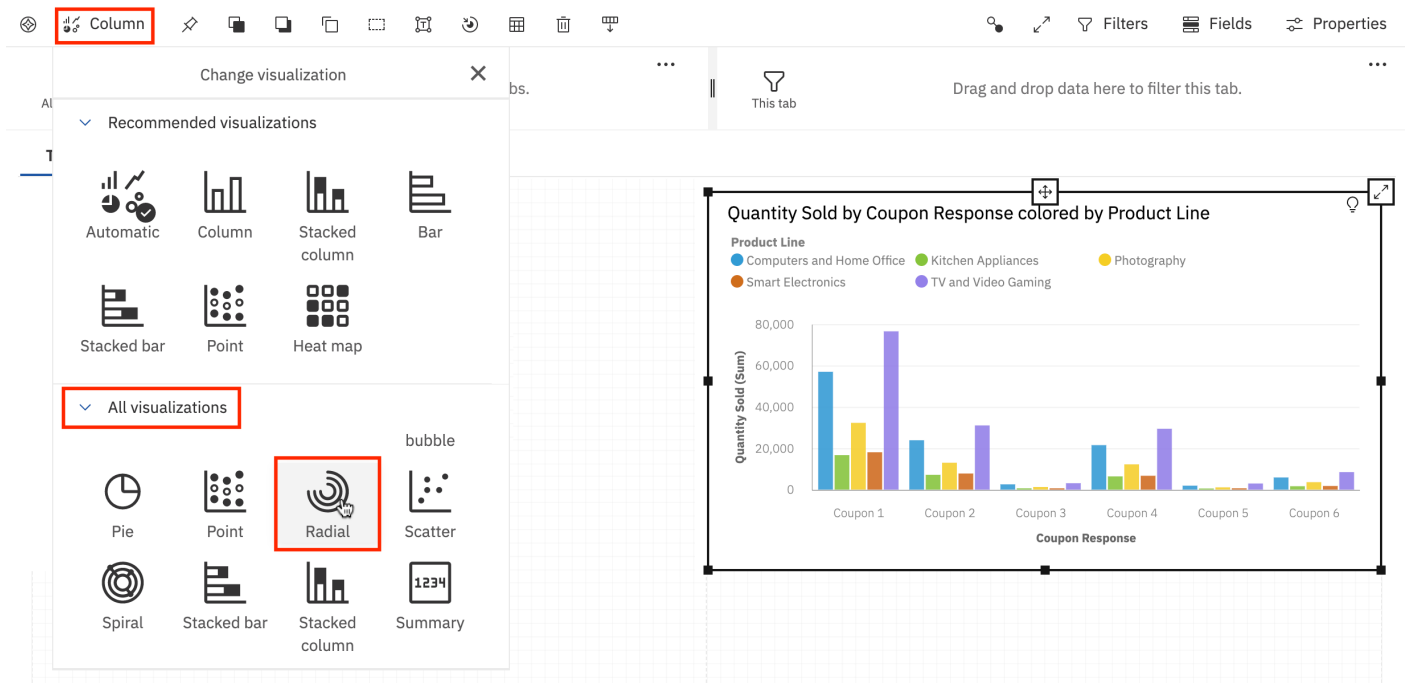 Column
Filters
Fields
Properties
Change visualization
bs.
Al
This tab
Drag and drop data here to filter this tab.
Recommended visualizations
T
Automatic
Column
Stacked
column
Bar
Stacked bar
Point
Heat map
All visualizations
bubble
Pie
Point
Radial
Scatter
Spiral
Stacked bar
Stacked
column
1234
Summary
Quantity Sold by Coupon Response colored by Product Line
Product Line
Computers and Home Office
Kitchen Appliances
Photography
Smart Electronics
TV and Video Gaming
Quantity Sold (Sum)
80,000
60,000
40,000
20,000
0
Coupon 1
Coupon 2
Coupon 3
Coupon 4
Coupon 5
Coupon 6
Coupon Response